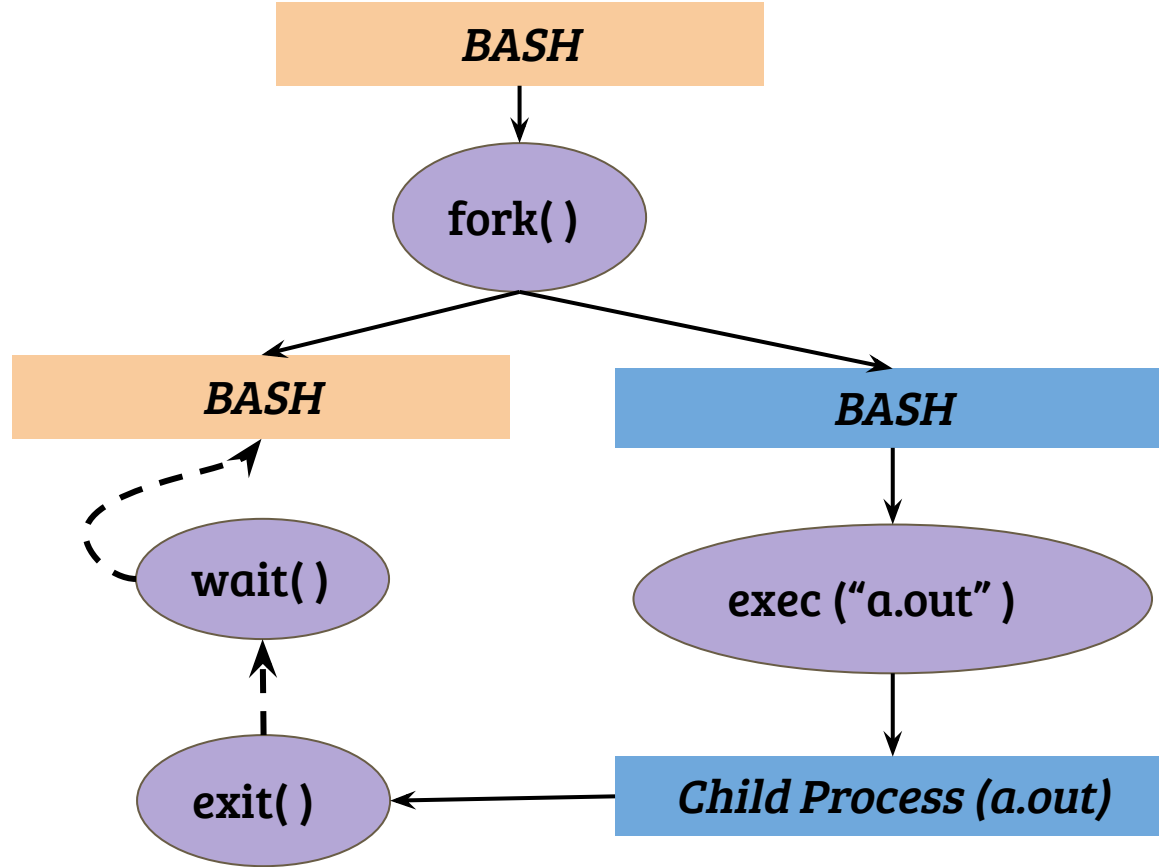 BASH
fork( )
BASH
BASH
wait( )
exec (“a.out” )
exit( )
Child Process (a.out)